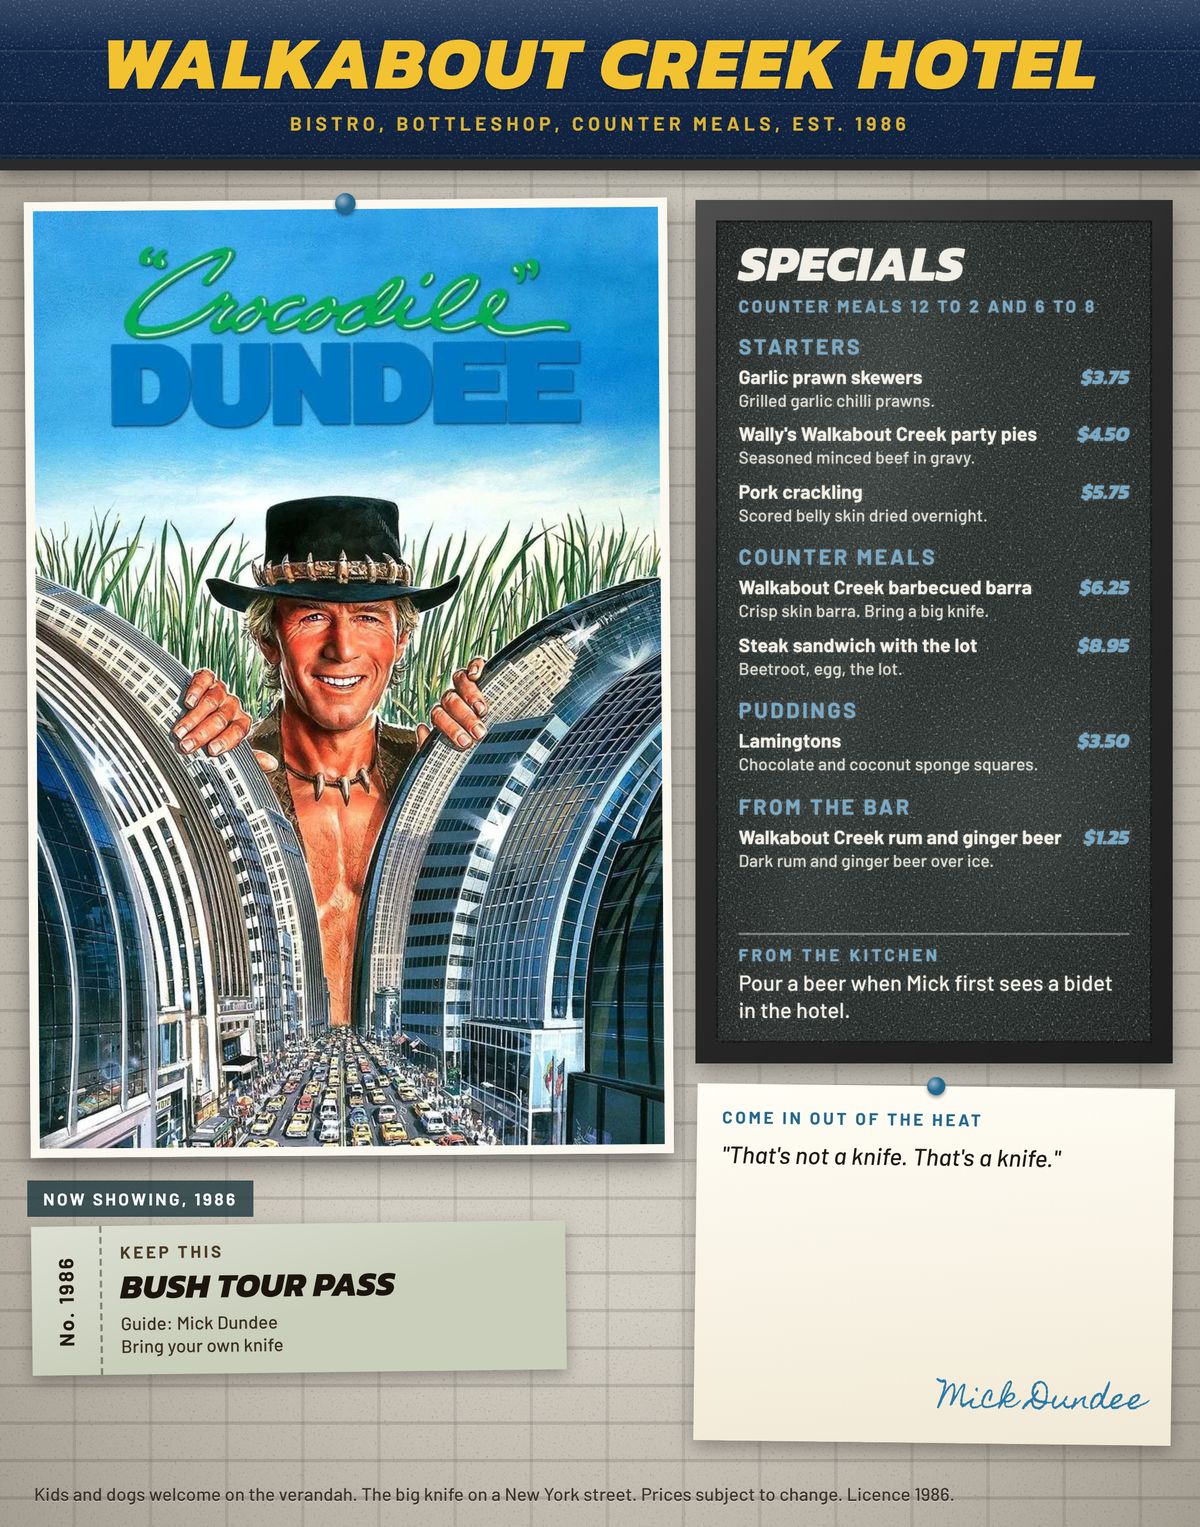 WALKABOUT CREEK HOTEL
BISTRO, BOTTLESHOP, COUNTER MEALS, EST. 1986
"Crocodile"
DUNDEE
SPECIALS
COUNTER MEALS 12 TO 2 AND 6 TO 8
STARTERS
Garlic prawn skewers $3.75
Grilled garlic chilli prawns.
Wally's Walkabout Creek party pies $4.50
Seasoned minced beef in gravy.
Pork crackling $5.75
Scored belly skin dried overnight.
COUNTER MEALS
Walkabout Creek barbecued barra $6.25
Crisp skin barra. Bring a big knife.
Steak sandwich with the lot $8.95
Beetroot, egg, the lot.
PUDDINGS
Lamingtons $3.50
Chocolate and coconut sponge squares.
FROM THE BAR
Walkabout Creek rum and ginger beer $1.25
Dark rum and ginger beer over ice.
FROM THE KITCHEN
Pour a beer when Mick first sees a bidet
in the hotel.
NOW SHOWING, 1986
No. 1986
KEEP THIS
BUSH TOUR PASS
Guide: Mick Dundee
Bring your own knife
COME IN OUT OF THE HEAT
"That's not a knife. That's a knife."
Mick Dundee
Kids and dogs welcome on the verandah. The big knife on a New York street. Prices subject to change. Licence 1986.